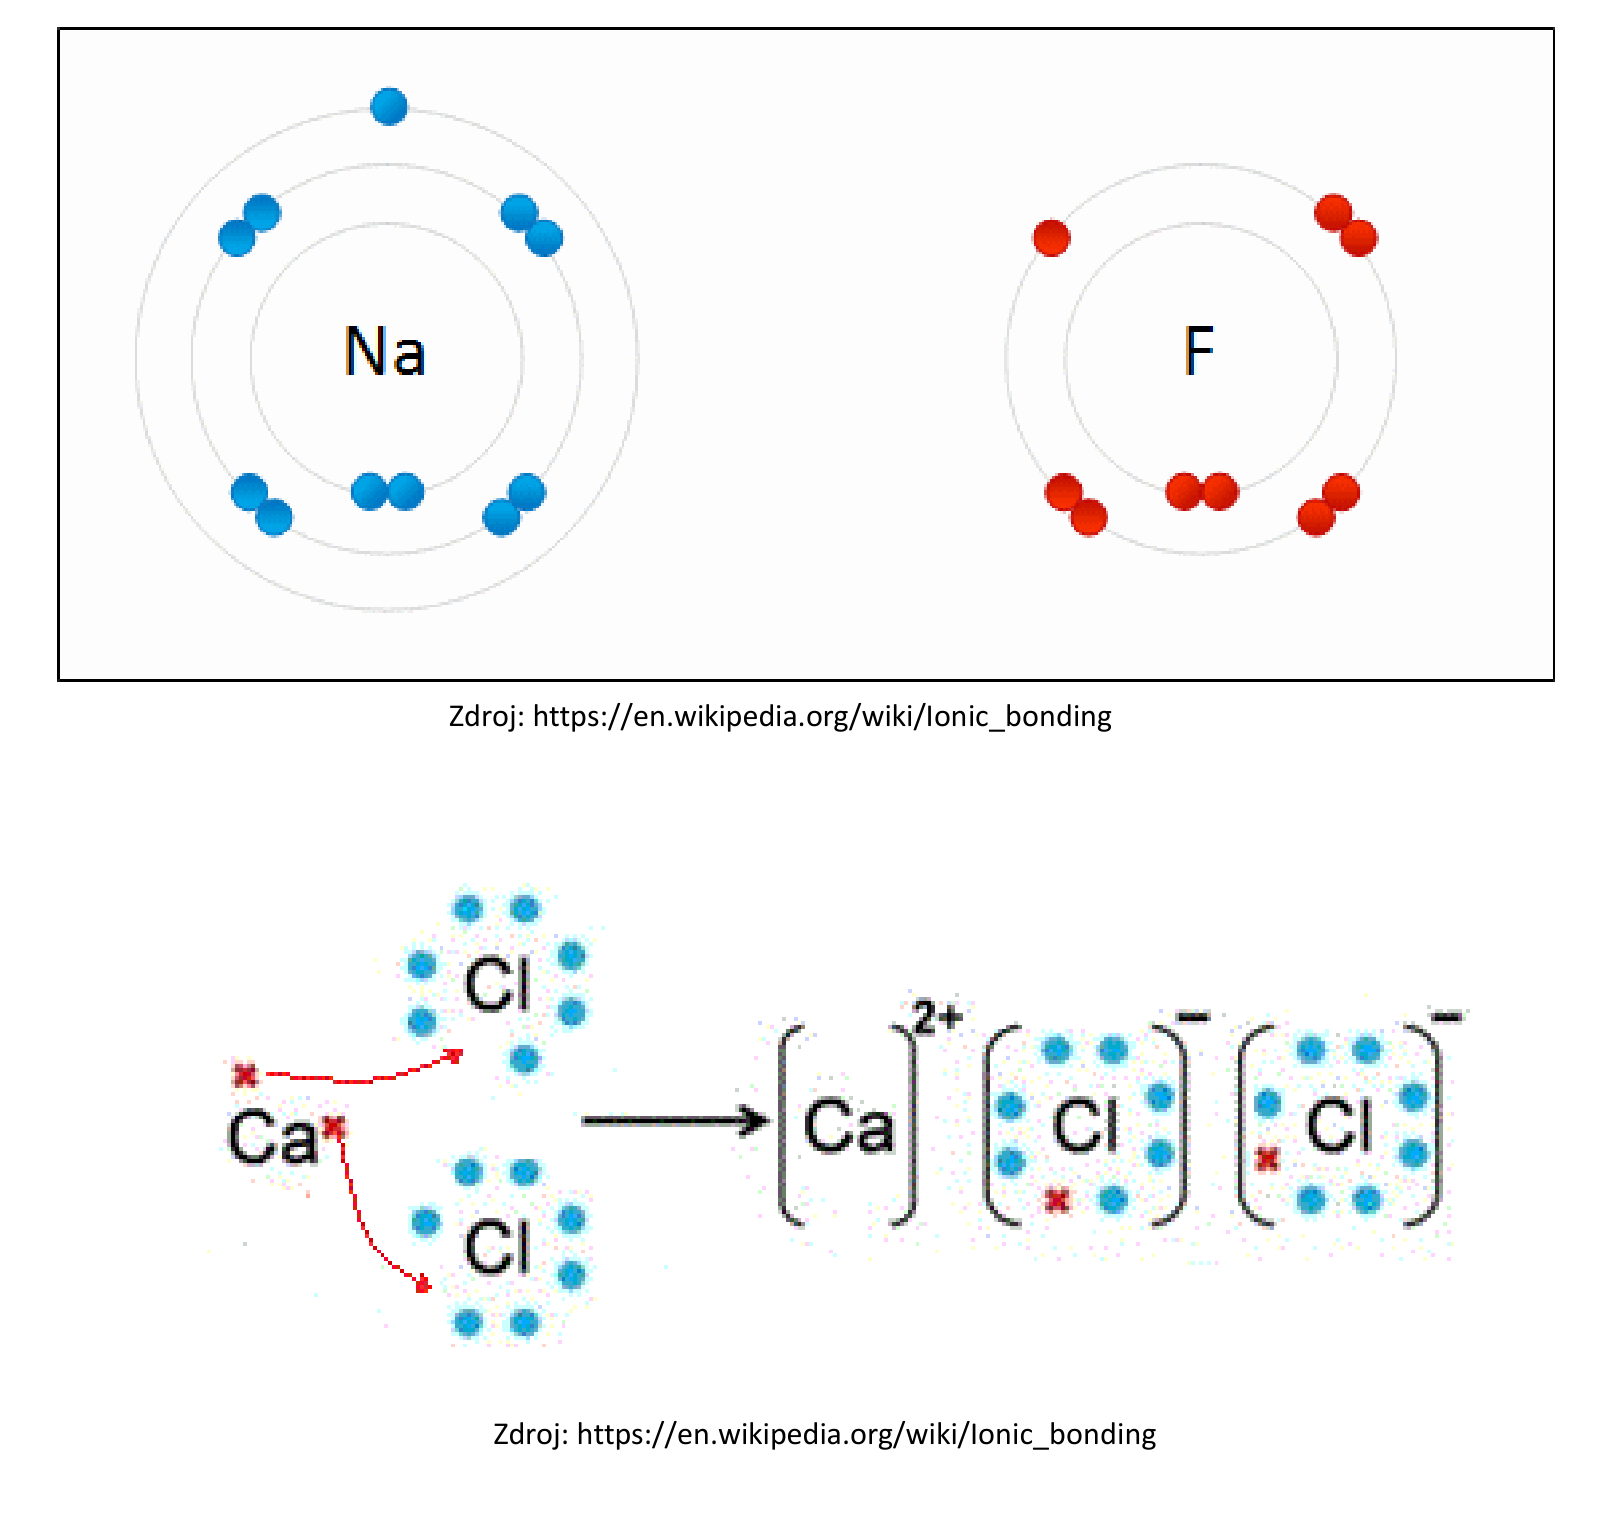 Na F
Zdroj: https://en.wikipedia.org/wiki/Ionic_bonding
Cl
Ca
Cl
[Ca]2+ [Cl]− [Cl]−
Zdroj: https://en.wikipedia.org/wiki/Ionic_bonding